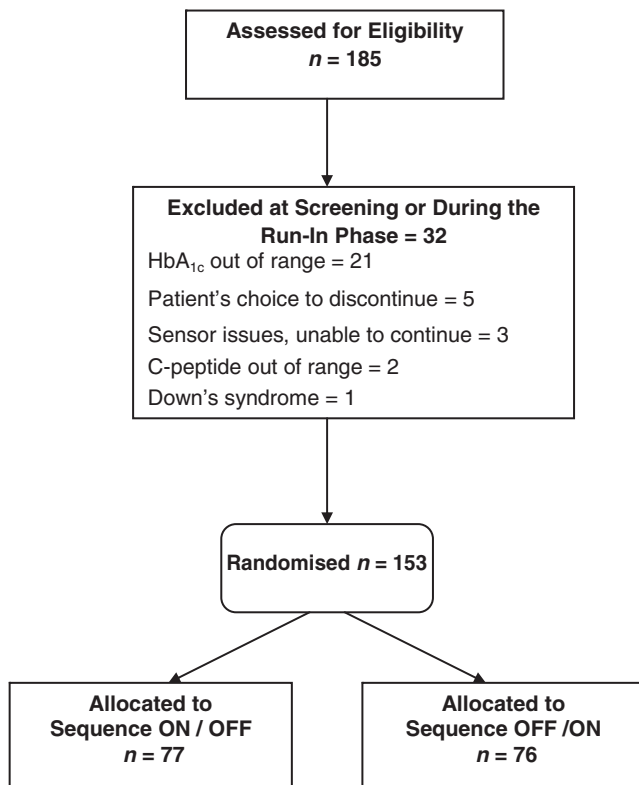 Assessed for Eligibility
n = 185
Excluded at Screening or During the
Run-In Phase = 32
HbA1c out of range = 21
Patient's choice to discontinue = 5
Sensor issues, unable to continue = 3
C-peptide out of range = 2
Down's syndrome = 1
Randomised n = 153
Allocated to
Sequence ON / OFF
n = 77
Allocated to
Sequence OFF /ON
n = 76